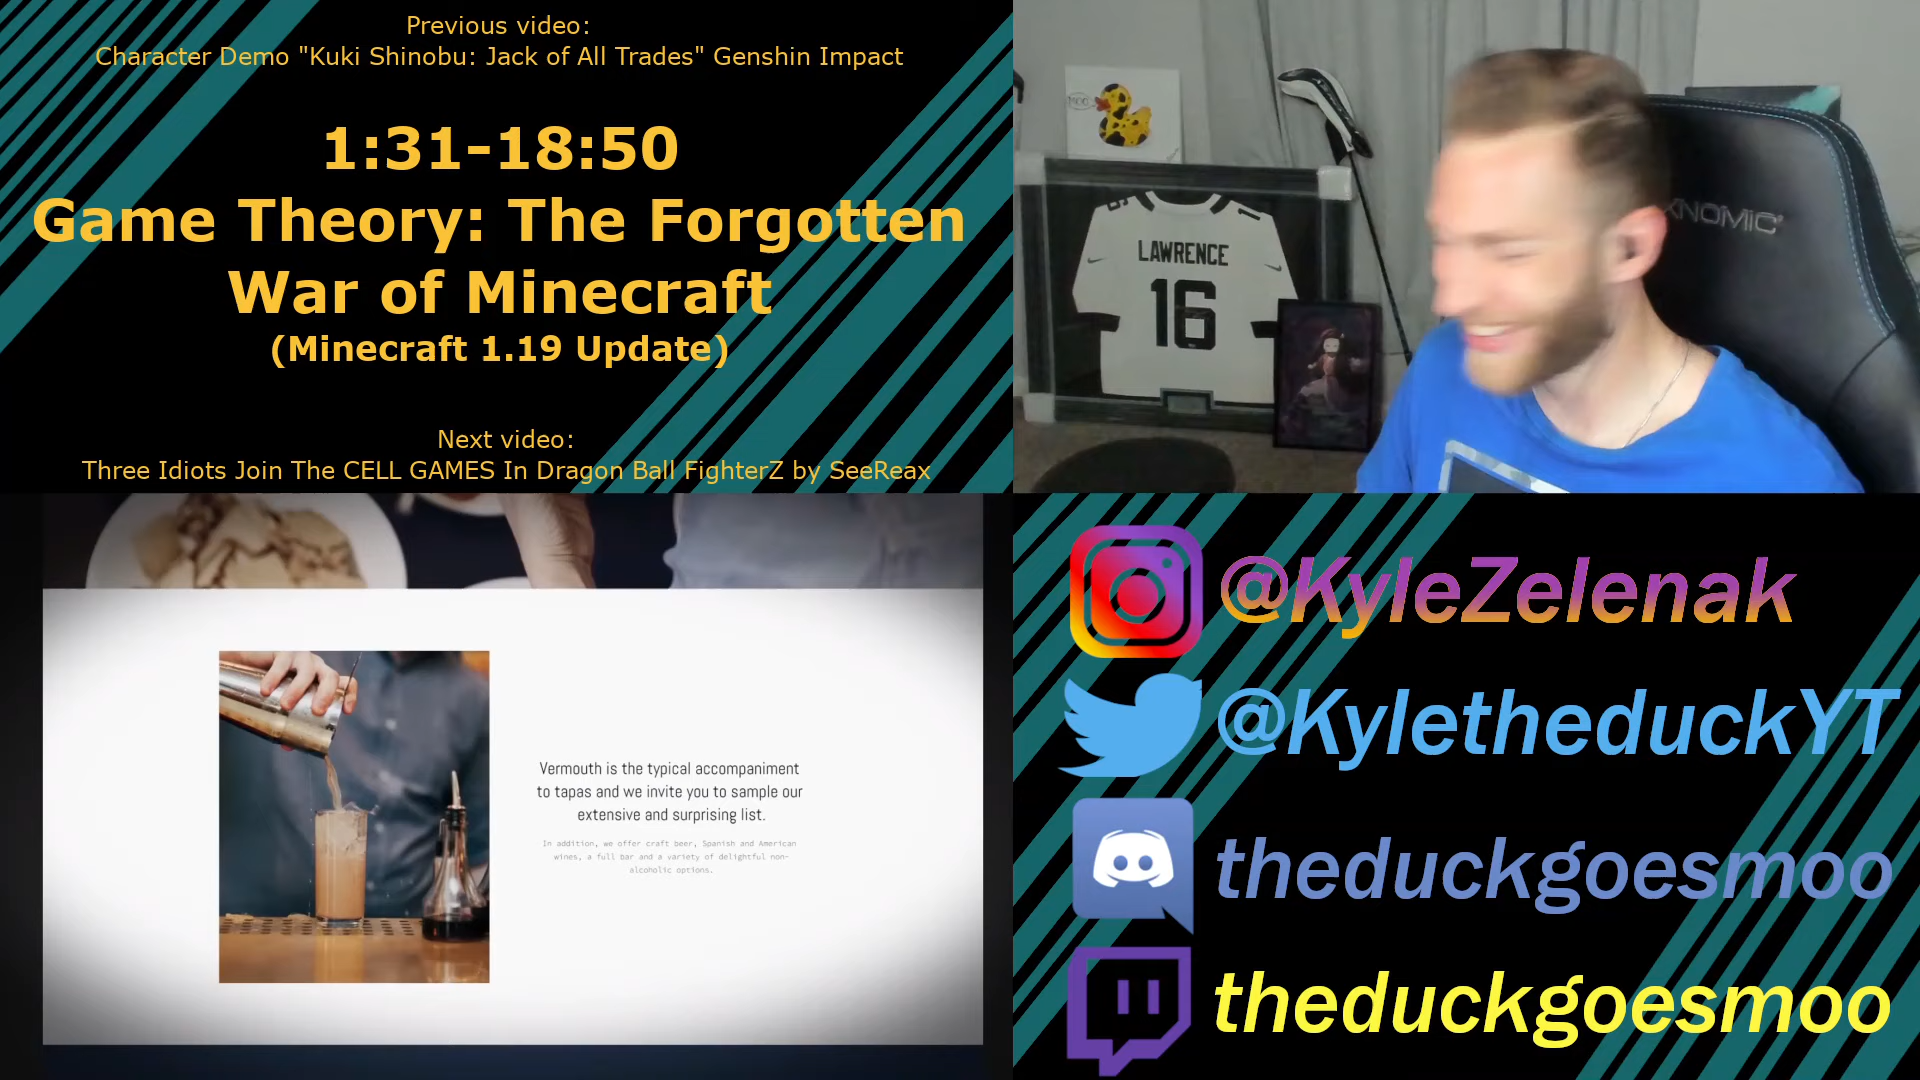 Previous video:
Character Demo "Kuki Shinobu: Jack of All Trades" Genshin Impact
1:31-18:50
Game Theory: The Forgotten
War of Minecraft
(Minecraft 1.19 Update)
Next video:
Three Idiots Join The CELL GAMES In Dragon Ball FighterZ by SeeReax
MOO
LAWRENCE
16
Vermouth is the typical accompaniment
to tapas and we invite you to sample our
extensive and surprising list.
In addition, we offer craft beer, Spanish and American
wines, a full bar and a variety of delightful non-
alcoholic options.
@KyleZelenak
@KyletheduckYT
theduckgoesmoo
theduckgoesmoo